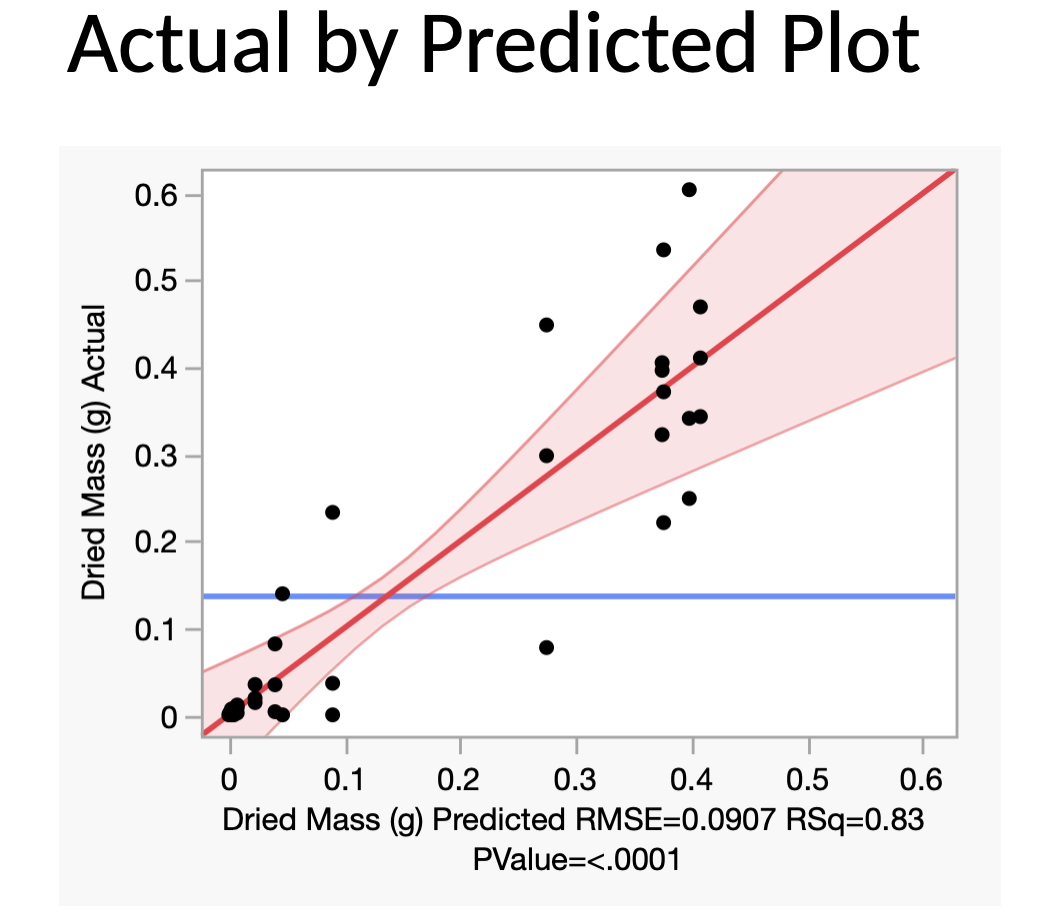 Actual by Predicted Plot
0.6
0.5
0.4
0.3
0.2
0.1
0
Dried Mass (g) Actual
0 0.1 0.2 0.3 0.4 0.5 0.6
Dried Mass (g) Predicted RMSE=0.0907 RSq=0.83
PValue=<.0001